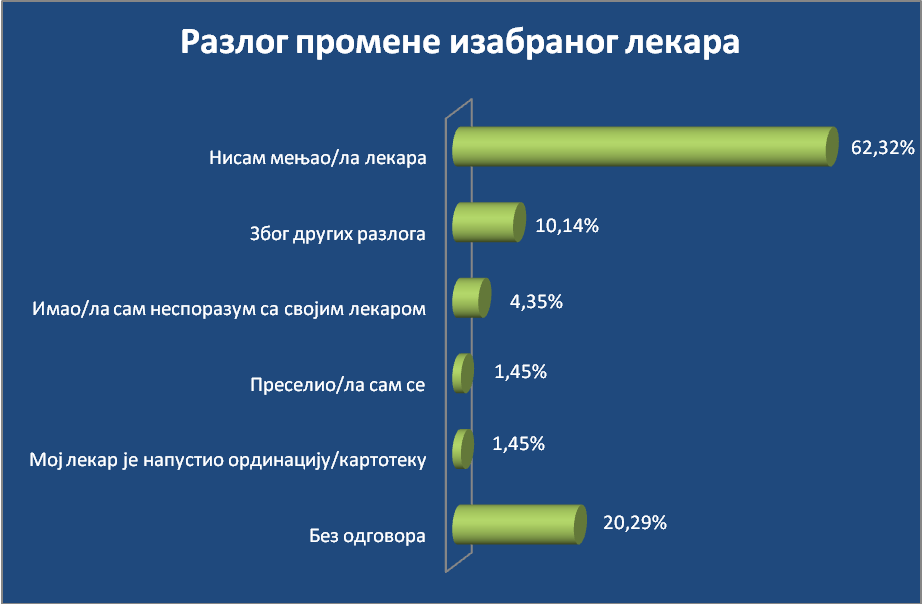 Разлог промене изабраног лекара
Нисам мењао/ла лекара
62,32%
Због других разлога
10,14%
Имао/ла сам неспоразум са својим лекаром
4,35%
Преселио/ла сам се
1,45%
Мој лекар је напустио ординацију/картотеку
1,45%
Без одговора
20,29%